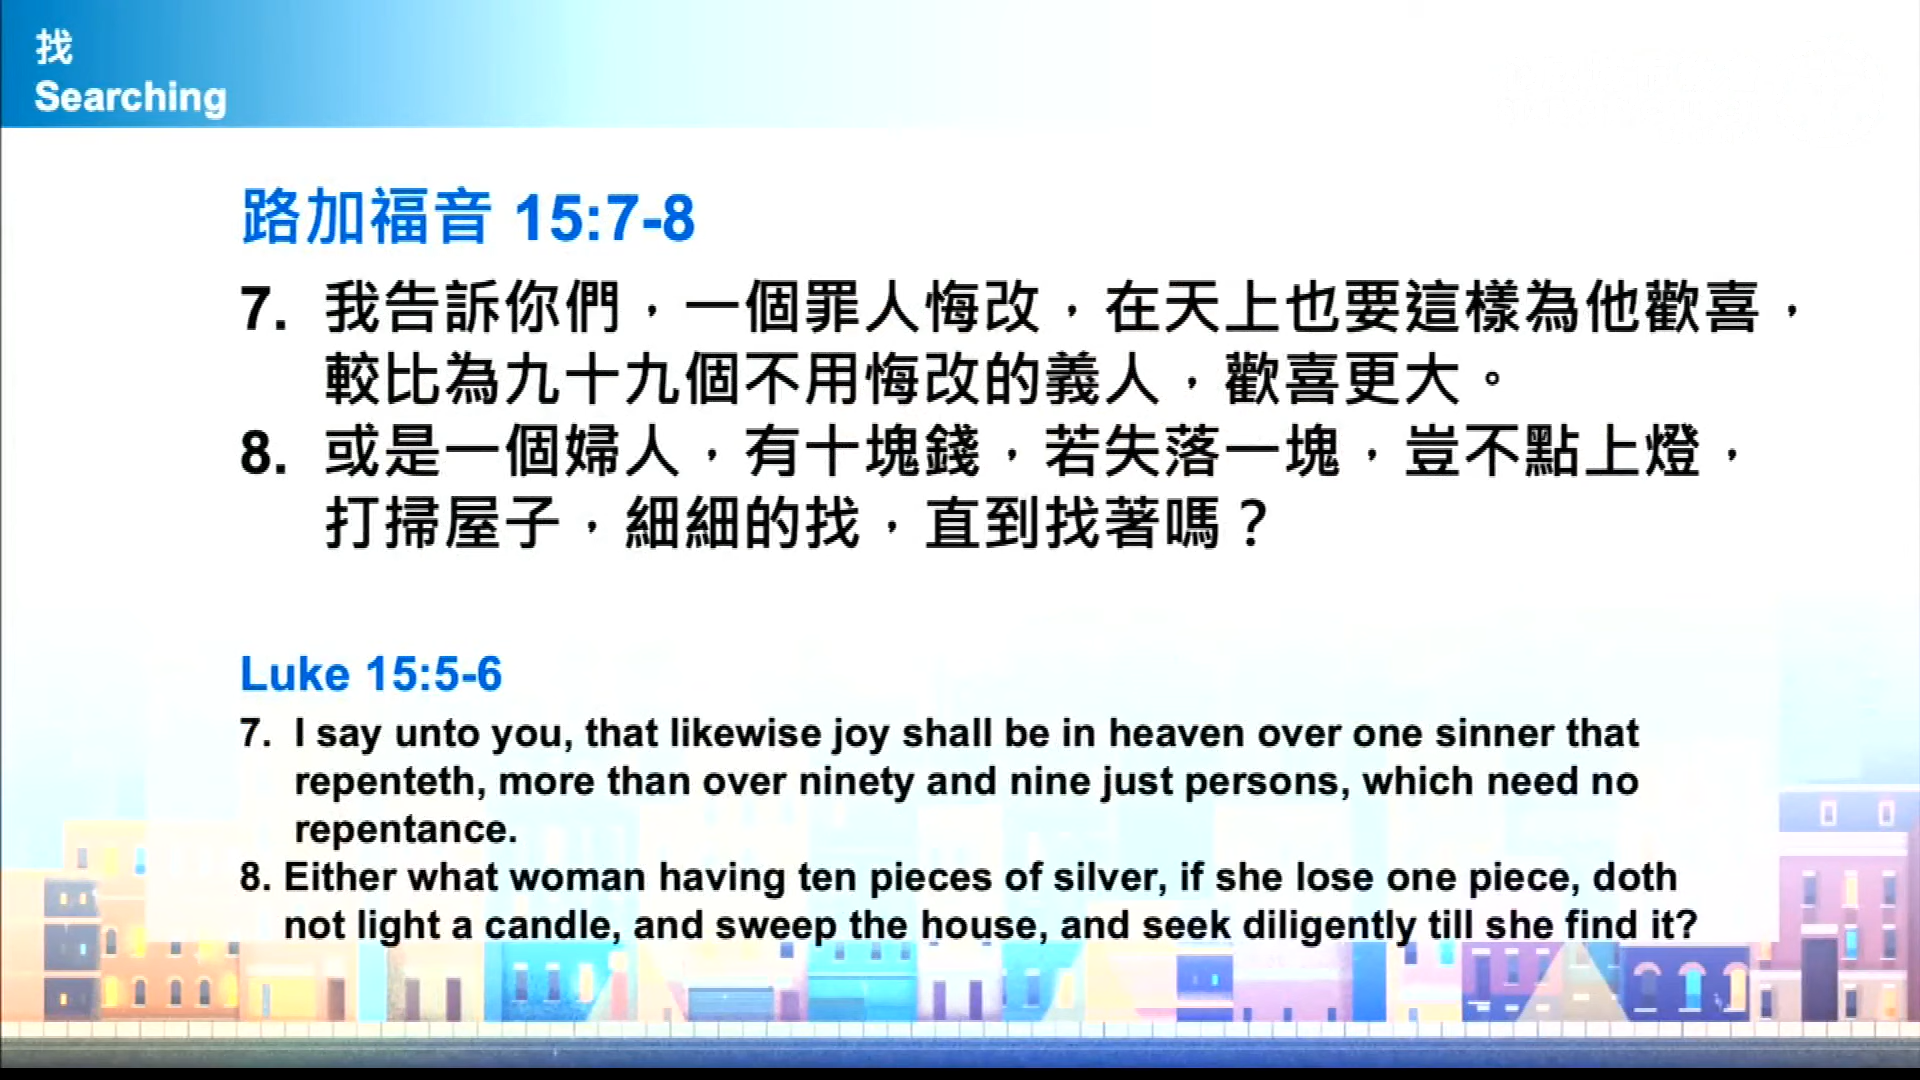 找
Searching
路加福音 15:7-8
7. 我告訴你們，一個罪人悔改，在天上也要這樣為他歡喜，
較比為九十九個不用悔改的義人，歡喜更大。
8. 或是一個婦人，有十塊錢，若失落一塊，豈不點上燈，
打掃屋子，細細的找，直到找著嗎？
Luke 15:5-6
7. I say unto you, that likewise joy shall be in heaven over one sinner that
repenteth, more than over ninety and nine just persons, which need no
repentance.
8. Either what woman having ten pieces of silver, if she lose one piece, doth
not light a candle, and sweep the house, and seek diligently till she find it?